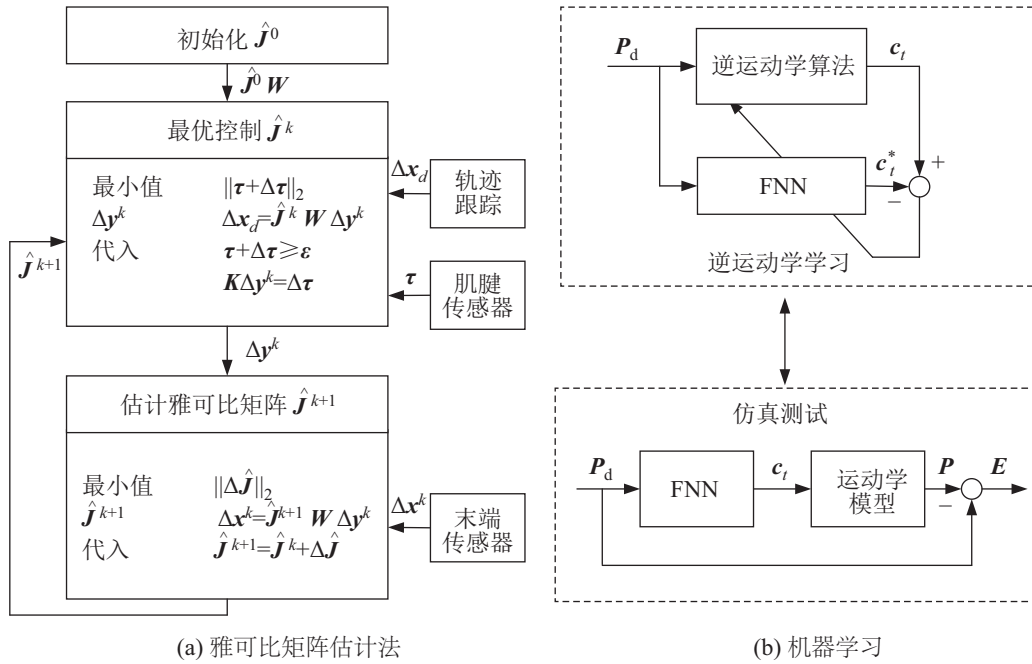 初始化 Ĵ⁰
Ĵ⁰ W
最优控制 Ĵᵏ
最小值 ||τ+Δτ||₂
Δyᵏ Δx_d=Ĵᵏ W Δyᵏ
代入 τ+Δτ≥ε
KΔyᵏ=Δτ
Δx_d
轨迹
跟踪
τ
肌腱
传感器
Ĵᵏ⁺¹
Δyᵏ
估计雅可比矩阵 Ĵᵏ⁺¹
最小值 ||ΔĴ||₂
Ĵᵏ⁺¹ Δxᵏ=Ĵᵏ⁺¹ W Δyᵏ
代入 Ĵᵏ⁺¹=Ĵᵏ+ΔĴ
Δxᵏ
末端
传感器
(a) 雅可比矩阵估计法
P_d
逆运动学算法
c_t
FNN
c_t^*
+
−
逆运动学学习
仿真测试
P_d
FNN
c_t
运动学
模型
P
−
E
(b) 机器学习